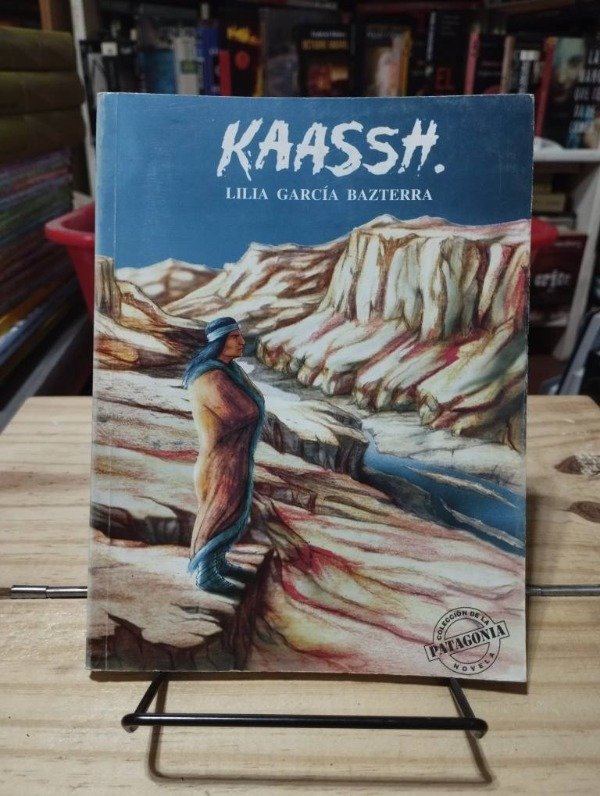 KAASSH.
LILIA GARCÍA BAZTERRA
COLECCIÓN DE LA
PATAGONIA
NOVELA